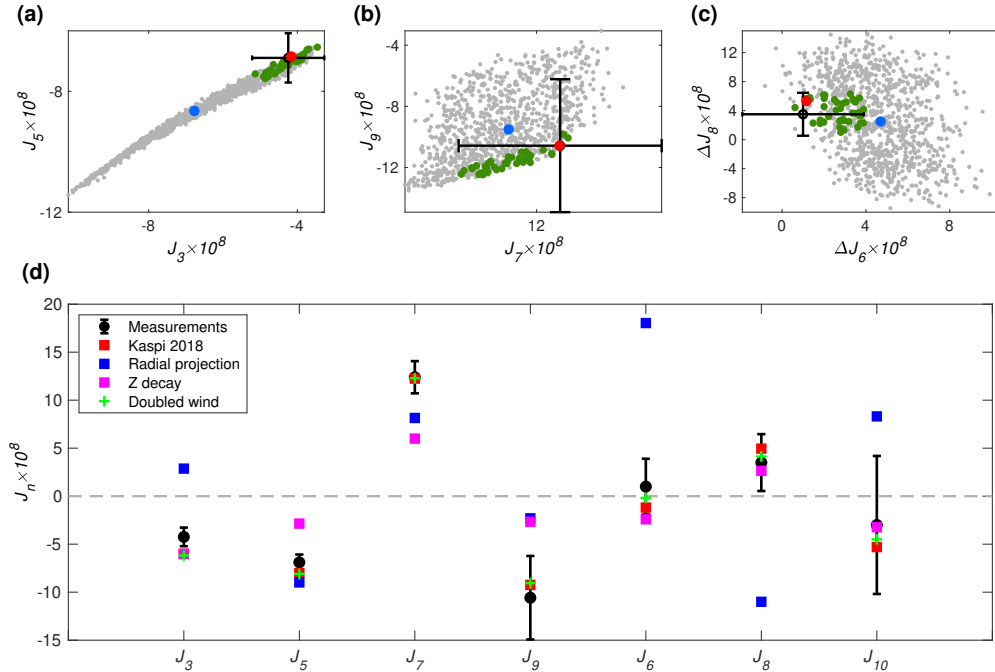 (a)
-8
-12
-8
-4
J5×10^8
J3×10^8
(b)
-4
-8
-12
12
J9×10^8
J7×10^8
(c)
12
8
4
0
-4
-8
0
4
8
ΔJ8×10^8
ΔJ6×10^8
(d)
20
15
10
5
0
-5
-10
-15
Jn×10^8
Measurements
Kaspi 2018
Radial projection
Z decay
Doubled wind
J3 J5 J7 J9 J6 J8 J10